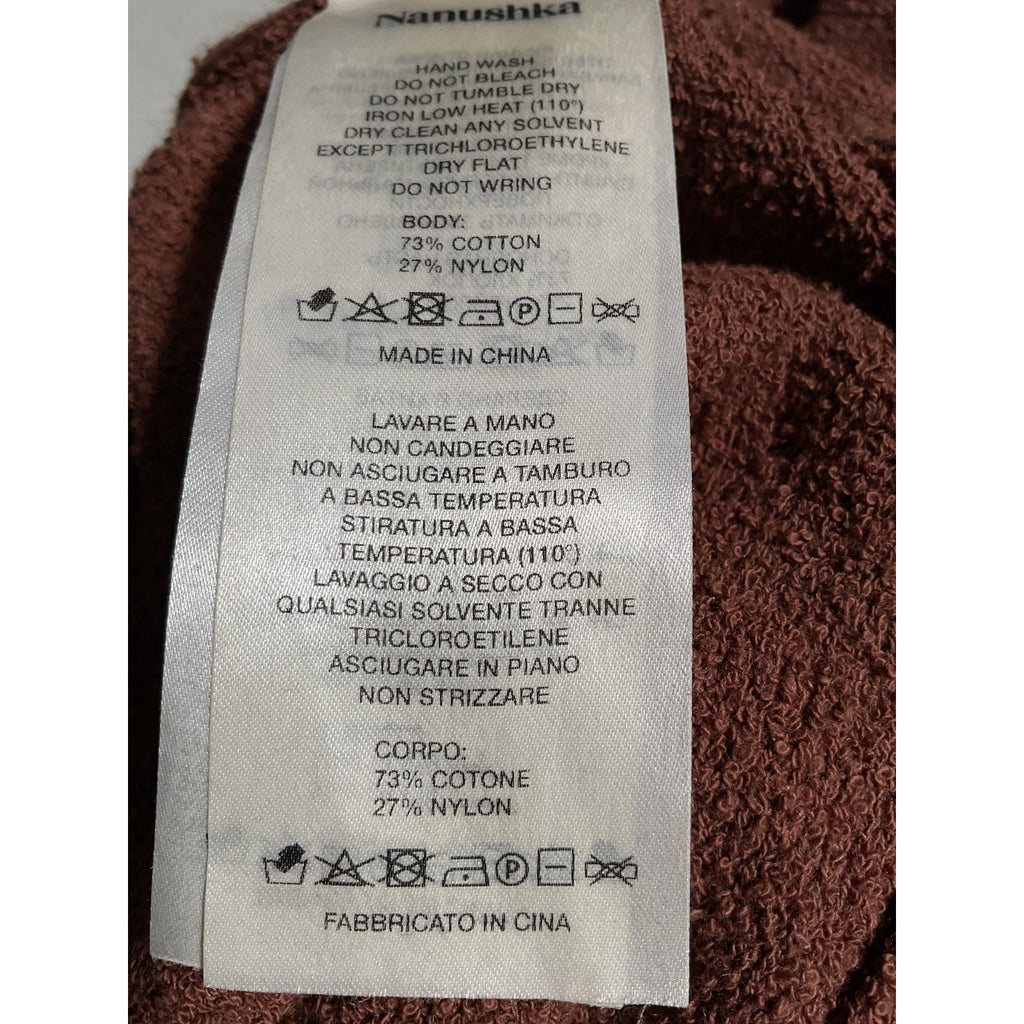 Nanushka
HAND WASH
DO NOT BLEACH
DO NOT TUMBLE DRY
IRON LOW HEAT (110°)
DRY CLEAN ANY SOLVENT
EXCEPT TRICHLOROETHYLENE
DRY FLAT
DO NOT WRING
BODY:
73% COTTON
27% NYLON
P
MADE IN CHINA
LAVARE A MANO
NON CANDEGGIARE
NON ASCIUGARE A TAMBURO
A BASSA TEMPERATURA
STIRATURA A BASSA
TEMPERATURA (110°)
LAVAGGIO A SECCO CON
QUALSIASI SOLVENTE TRANNE
TRICLOROETILENE
ASCIUGARE IN PIANO
NON STRIZZARE
CORPO:
73% COTONE
27% NYLON
P
FABBRICATO IN CINA